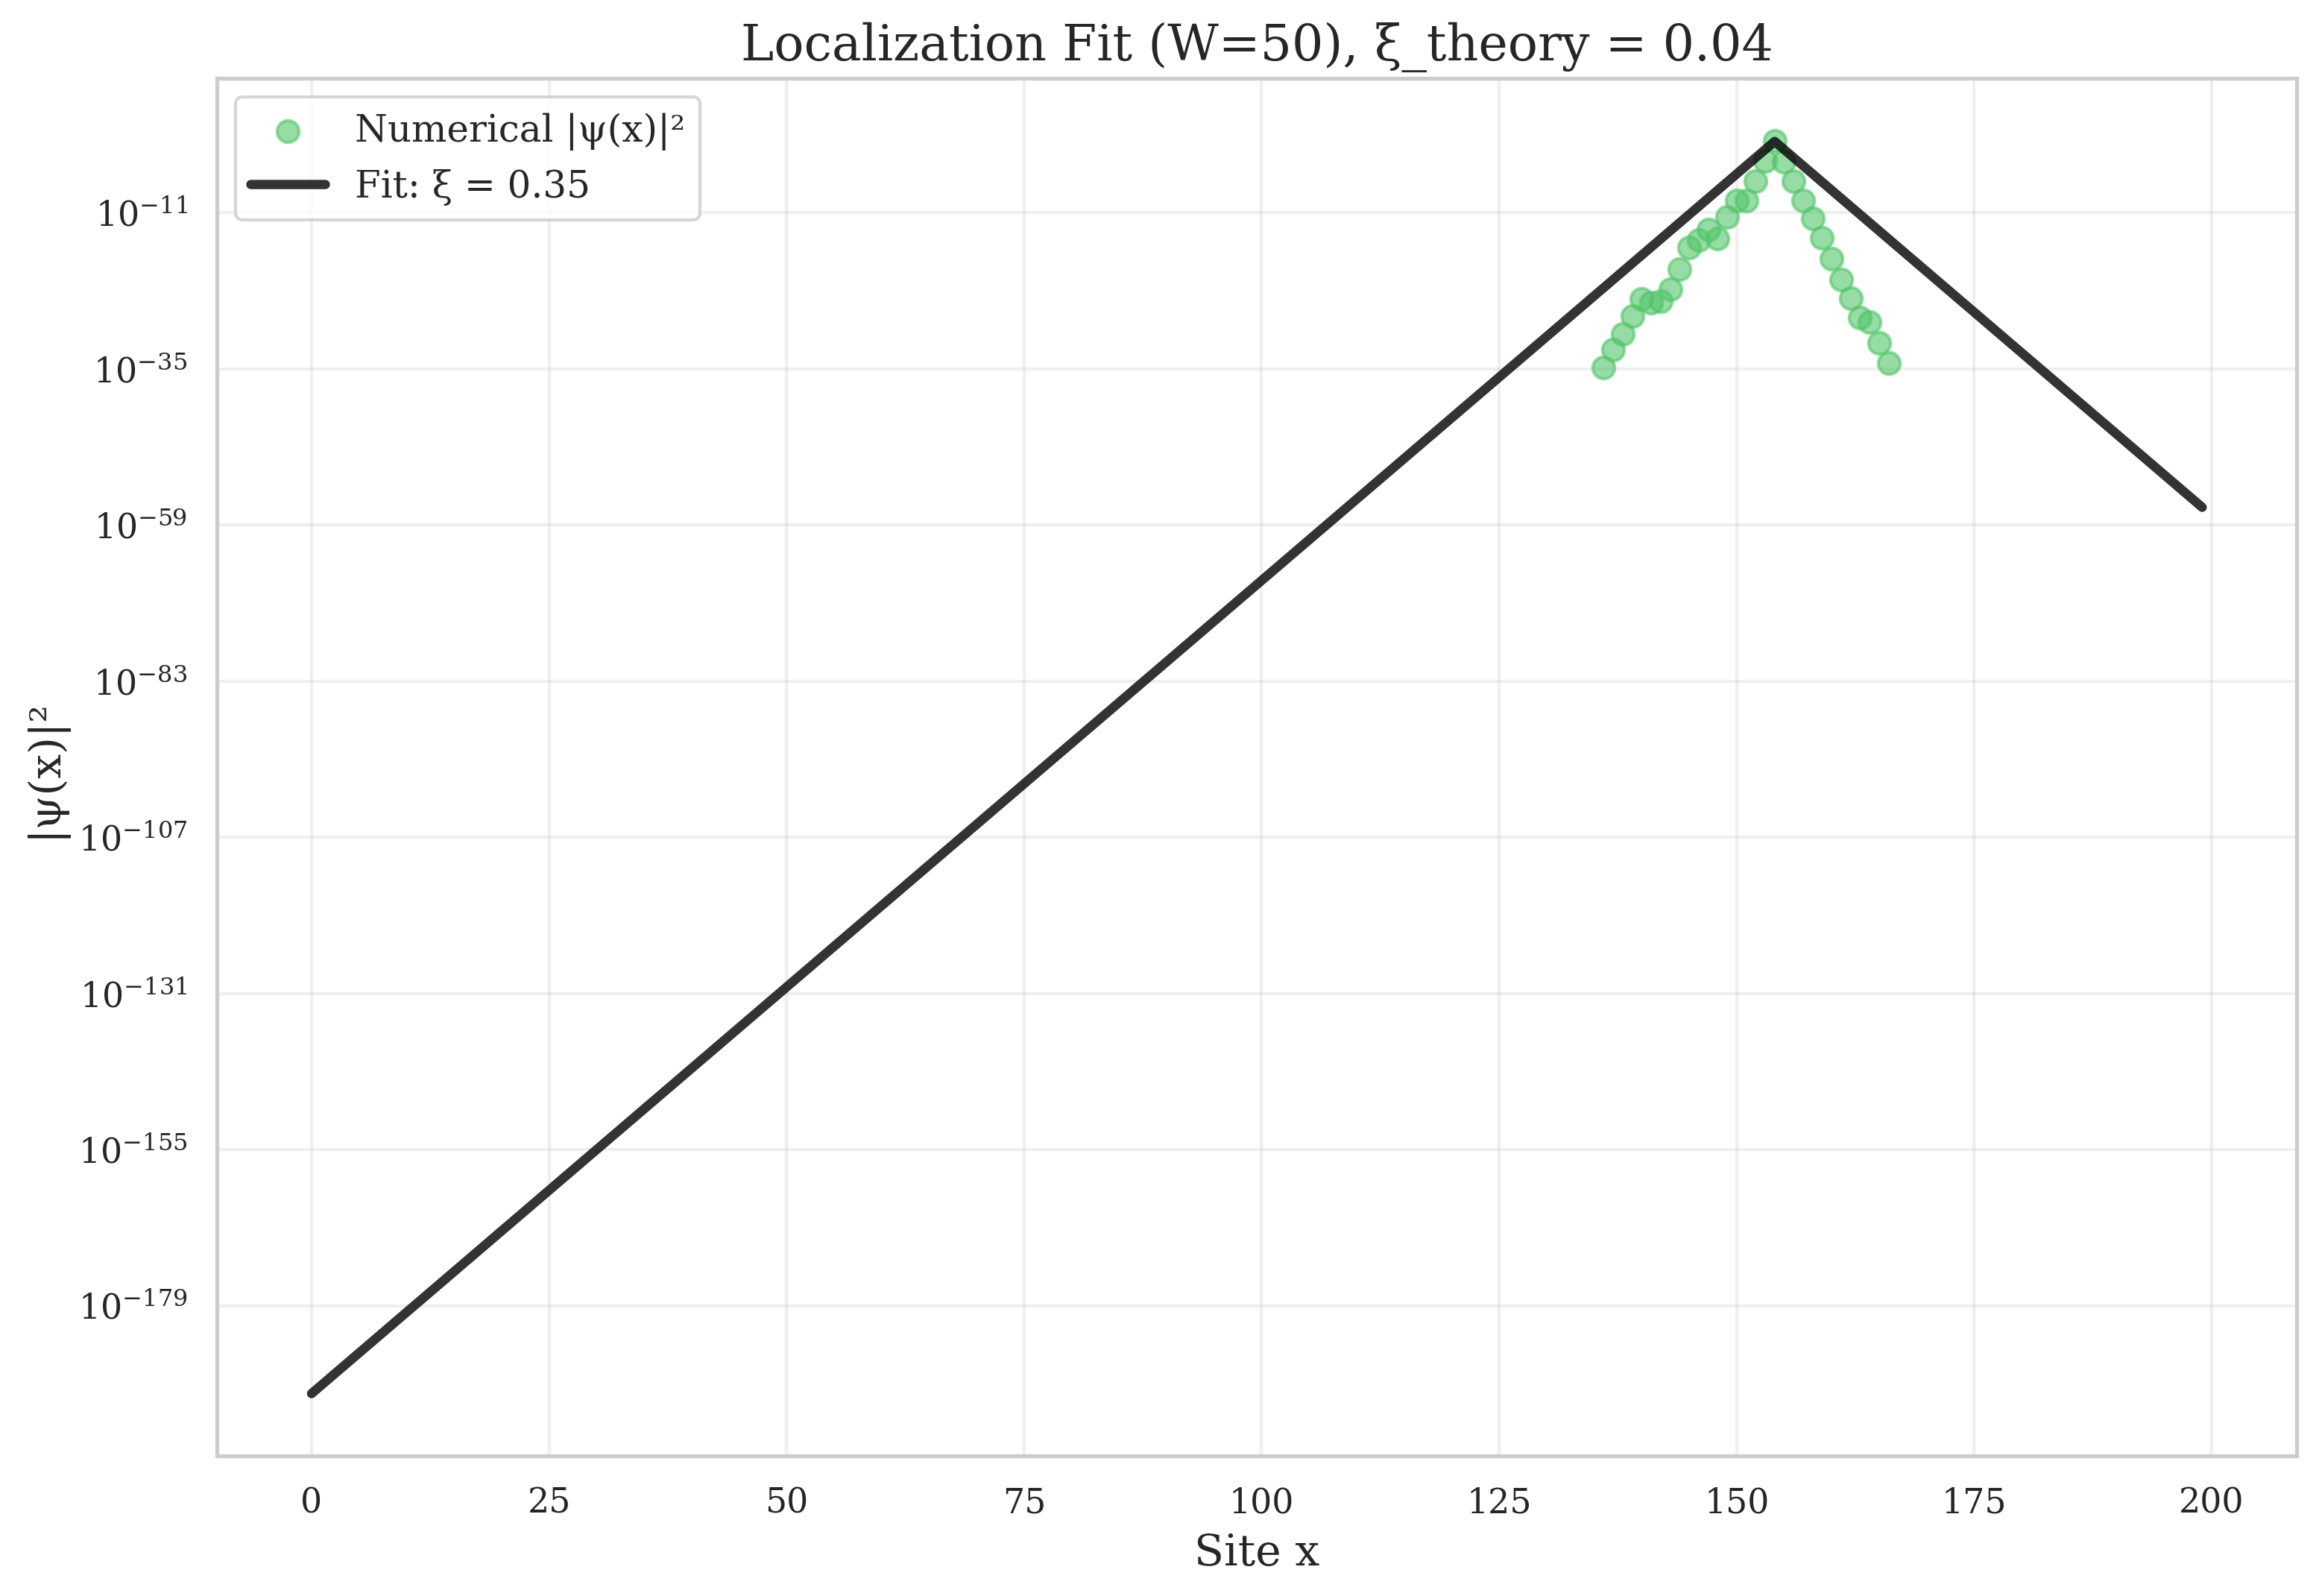 Localization Fit (W=50), ξ_theory = 0.04
Numerical |ψ(x)|²
Fit: ξ = 0.35
10⁻¹¹
10⁻³⁵
10⁻⁵⁹
10⁻⁸³
10⁻¹⁰⁷
10⁻¹³¹
10⁻¹⁵⁵
10⁻¹⁷⁹
|ψ(x)|²
0 25 50 75 100 125 150 175 200
Site x